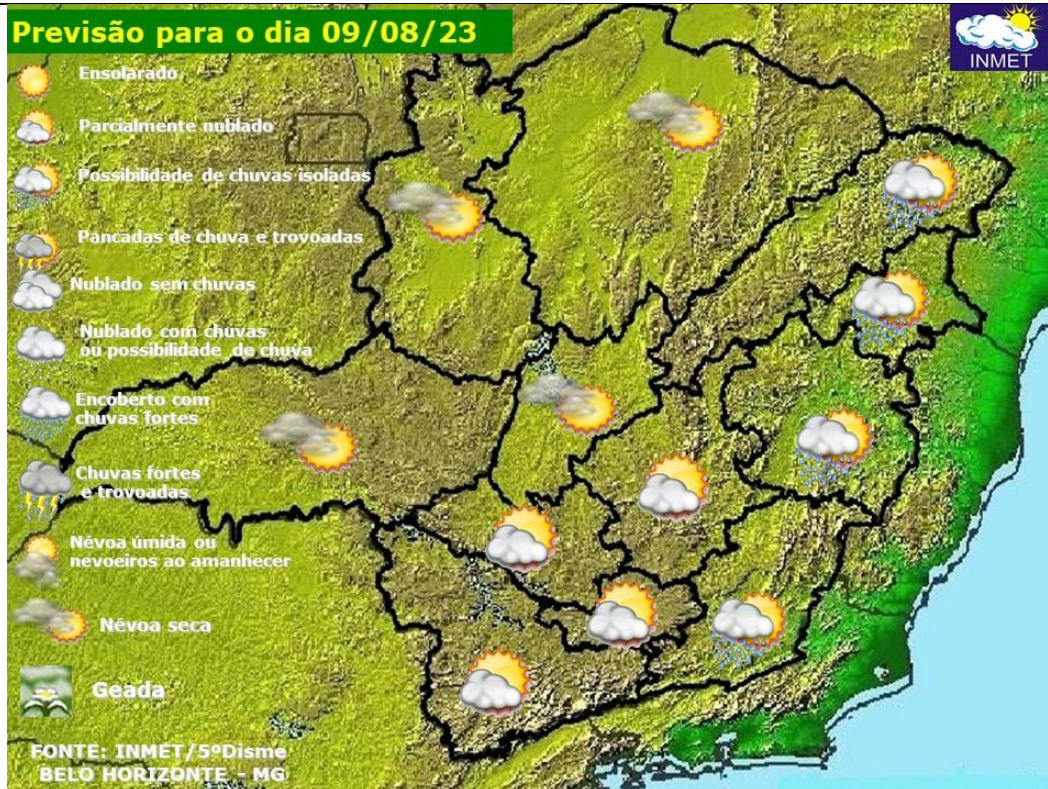 Previsão para o dia 09/08/23
INMET
Ensolarado
Parcialmente nublado
Possibilidade de chuvas isoladas
Pancadas de chuva e trovoadas
Nublado sem chuvas
Nublado com chuvas
ou possibilidade de chuva
Encoberto com
chuvas fortes
Chuvas fortes
e trovoadas
Névoa úmida ou
nevoeiros ao amanhecer
Névoa seca
Geada
FONTE: INMET/5ºDisme
BELO HORIZONTE - MG